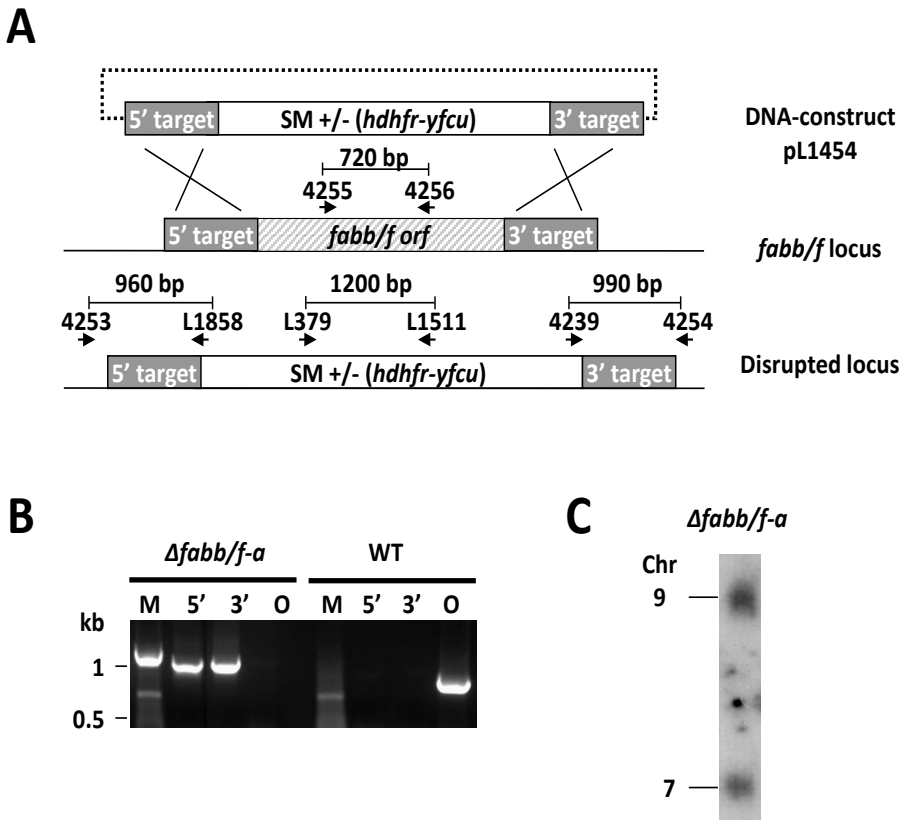 A
5’ target SM +/- (hdhfr-yfcu) 3’ target
DNA-construct
pL1454
720 bp
4255 4256
5’ target fabb/f orf 3’ target
fabb/f locus
960 bp 1200 bp 990 bp
4253 L1858 L379 L1511 4239 4254
5’ target SM +/- (hdhfr-yfcu) 3’ target
Disrupted locus
B
Δfabb/f-a WT
M 5’ 3’ O M 5’ 3’ O
kb
1
0.5
C
Δfabb/f-a
Chr
9
7